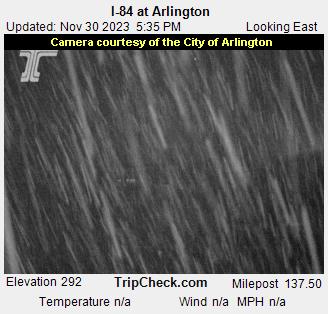 I-84 at Arlington
Updated: Nov 30 2023 5:35 PM Looking East
Camera courtesy of the City of Arlington
Elevation 292 TripCheck.com Milepost 137.50
Temperature n/a Wind n/a MPH n/a